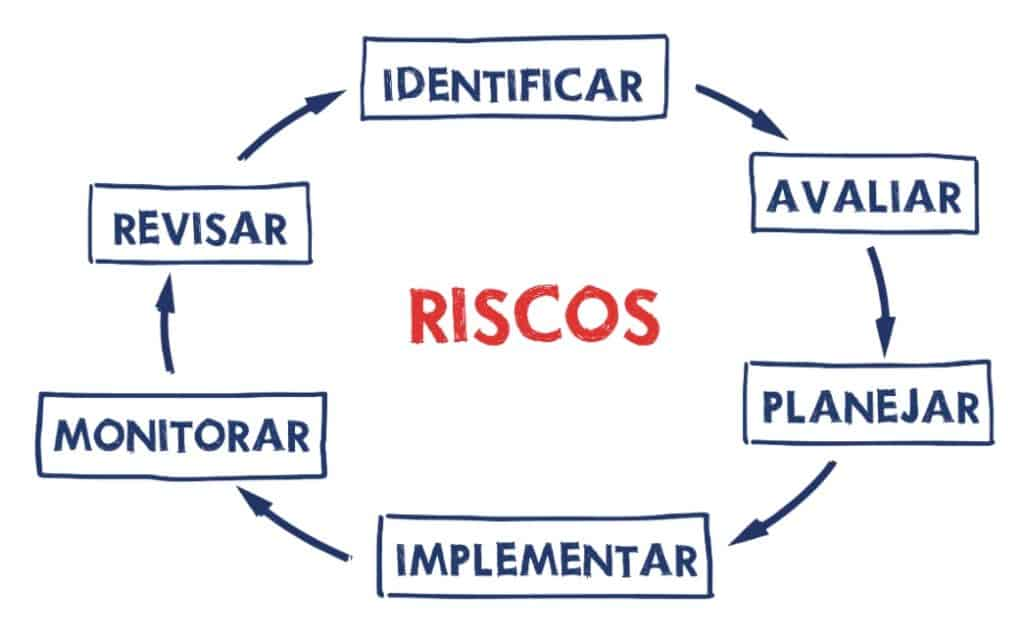 IDENTIFICAR
AVALIAR
PLANEJAR
IMPLEMENTAR
MONITORAR
REVISAR
RISCOS